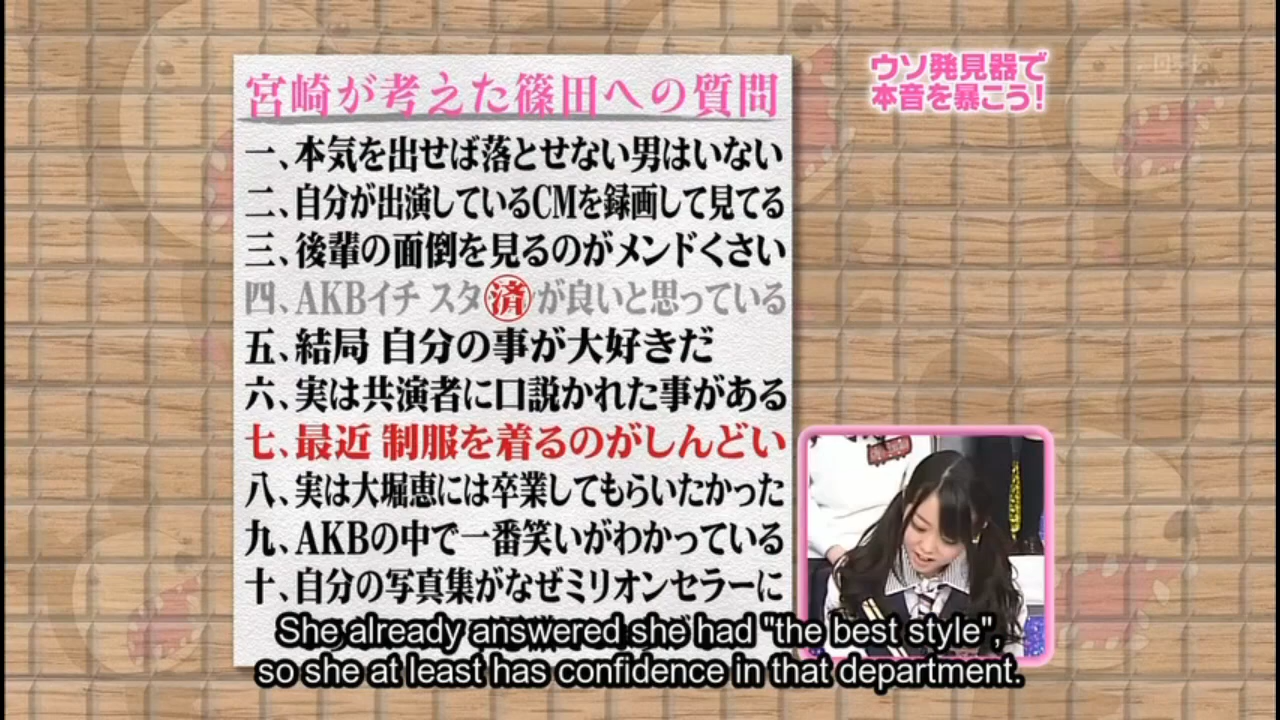 宮崎が考えた篠田への質問
ウソ発見器で
本音を暴こう!
一、本気を出せば落とせない男はいない
二、自分が出演しているCMを録画して見てる
三、後輩の面倒を見るのがメンドくさい
四、AKBイチ スタ 済 が良いと思っている
五、結局 自分の事が大好きだ
六、実は共演者に口説かれた事がある
七、最近 制服を着るのがしんどい
八、実は大堀恵には卒業してもらいたかった
九、AKBの中で一番笑いがわかっている
十、自分の写真集がなぜミリオンセラーに
She already answered she had "the best style",
so she at least has confidence in that department.